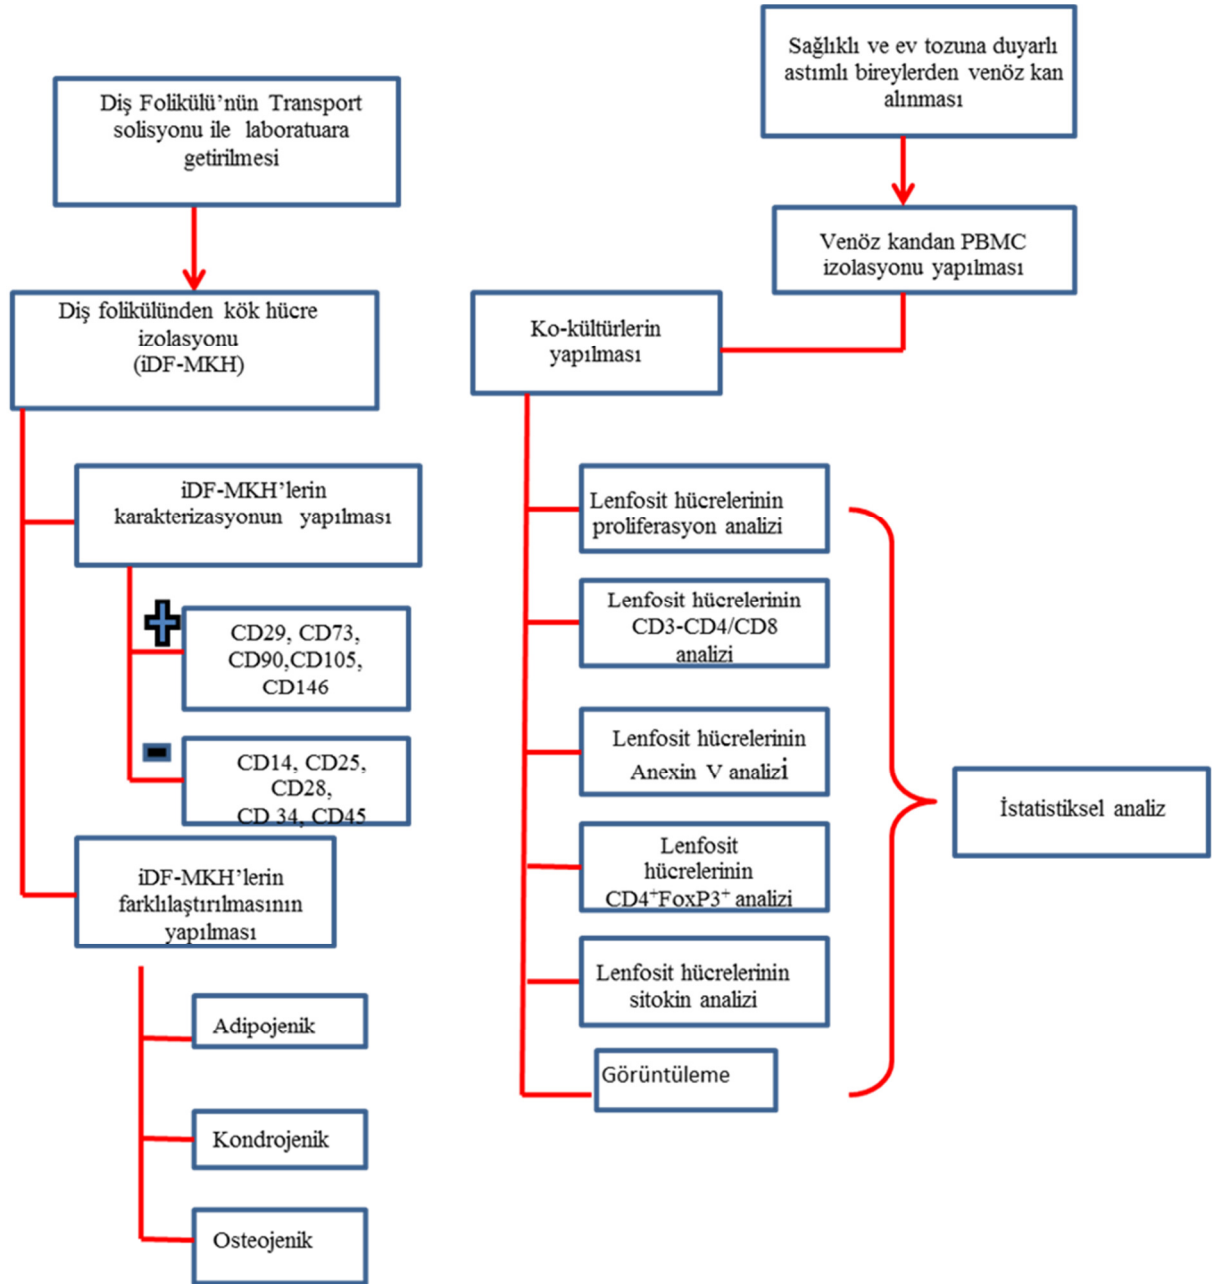 Diş Folikülü’nün Transport
solisyonu ile laboratuara
getirilmesi
Diş folikülünden kök hücre
izolasyonu
(iDF-MKH)
iDF-MKH’lerin
karakterizasyonun yapılması
CD29, CD73,
CD90,CD105,
CD146
CD14, CD25,
CD28,
CD 34, CD45
iDF-MKH’lerin
farklılaştırılmasının
yapılması
Adipojenik
Kondrojenik
Osteojenik
Sağlıklı ve ev tozuna duyarlı
astımlı bireylerden venöz kan
alınması
Venöz kandan PBMC
izolasyonu yapılması
Ko-kültürlerin
yapılması
Lenfosit hücrelerinin
proliferasyon analizi
Lenfosit hücrelerinin
CD3-CD4/CD8
analizi
Lenfosit hücrelerinin
Anexin V analizi
Lenfosit
hücrelerinin
CD4⁺FoxP3⁺ analizi
Lenfosit hücrelerinin
sitokin analizi
Görüntüleme
İstatistiksel analiz